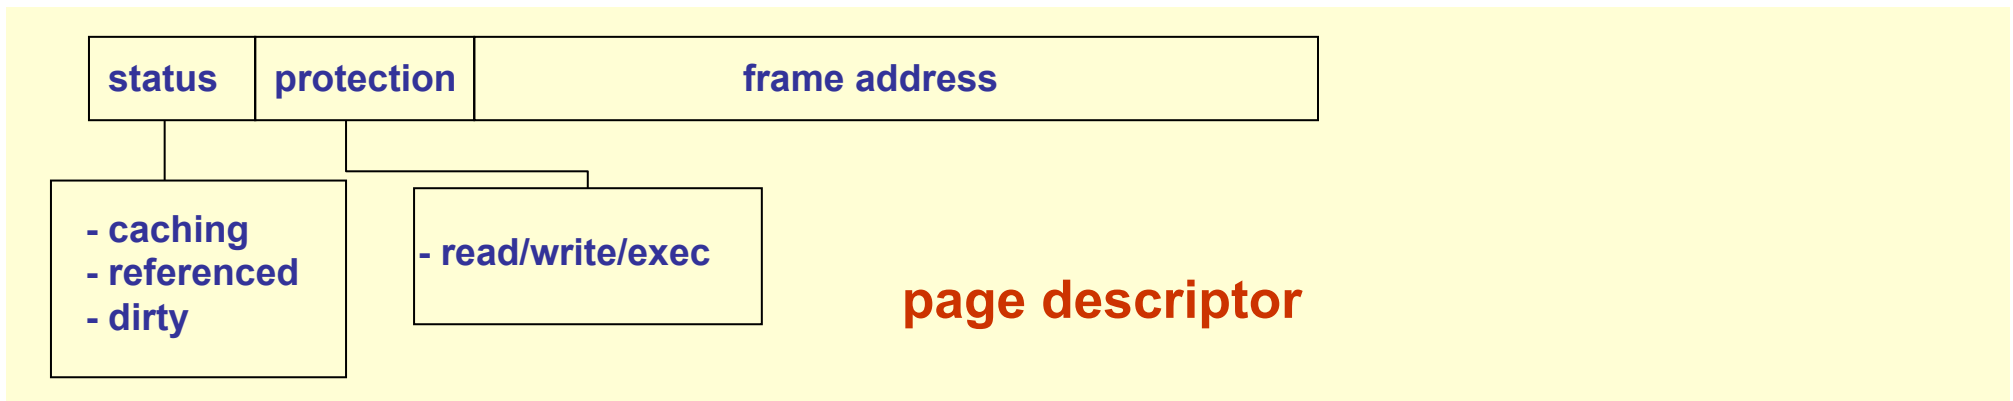 status protection frame address
- caching
- referenced
- dirty
- read/write/exec
page descriptor